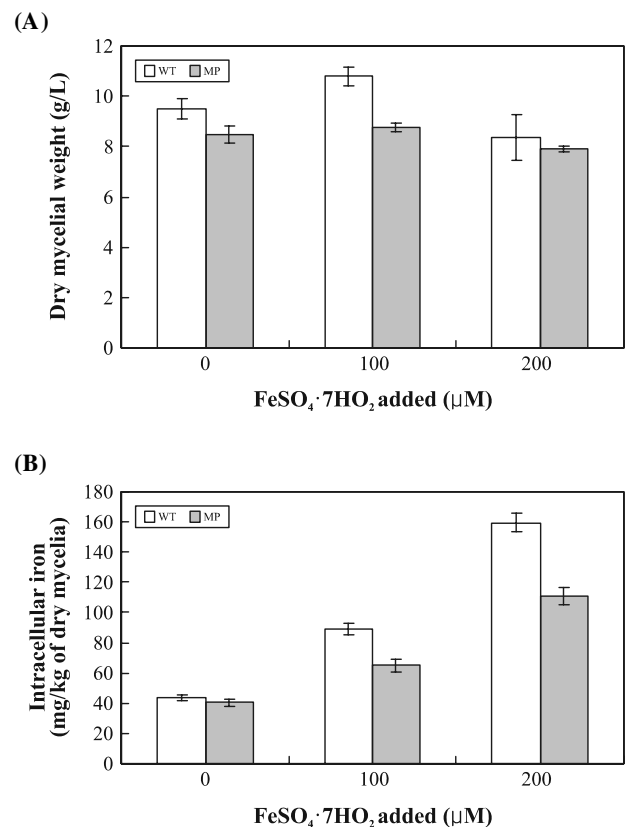 (A)
Dry mycelial weight (g/L)
12
10
8
6
4
2
0
WT MP
0 100 200
FeSO₄·7HO₂ added (µM)
(B)
Intracellular iron
(mg/kg of dry mycelia)
180
160
140
120
100
80
60
40
20
0
WT MP
0 100 200
FeSO₄·7HO₂ added (µM)